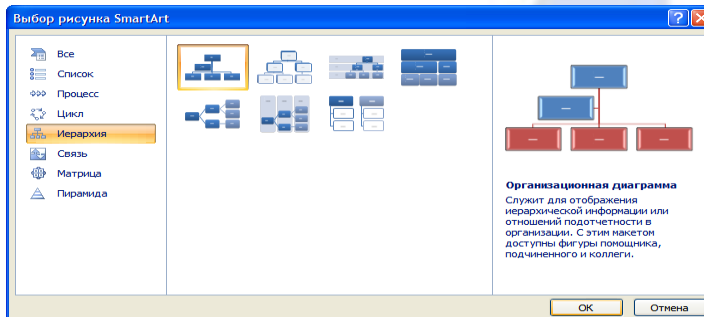 Выбор рисунка SmartArt
Все
Список
Процесс
Цикл
Иерархия
Связь
Матрица
Пирамида
Организационная диаграмма
Служит для отображения
иерархической информации или
отношений подотчетности в
организации. С этим макетом
доступны фигуры помощника,
подчиненного и коллеги.
ОК
Отмена